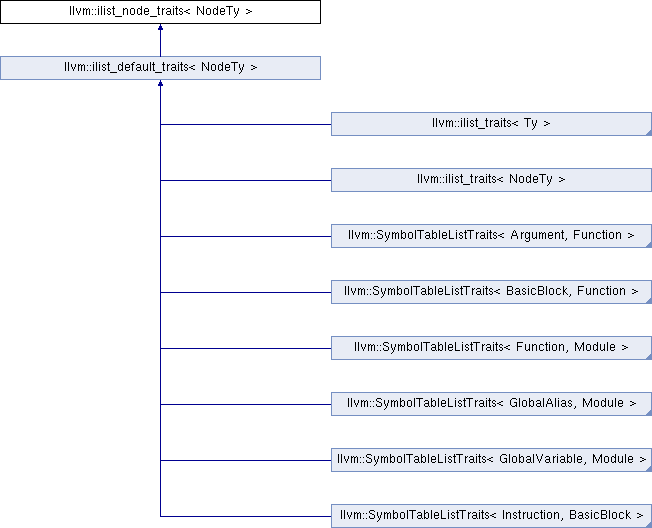 llvm::ilist_node_traits< NodeTy >
llvm::ilist_default_traits< NodeTy >
llvm::ilist_traits< Ty >
llvm::ilist_traits< NodeTy >
llvm::SymbolTableListTraits< Argument, Function >
llvm::SymbolTableListTraits< BasicBlock, Function >
llvm::SymbolTableListTraits< Function, Module >
llvm::SymbolTableListTraits< GlobalAlias, Module >
llvm::SymbolTableListTraits< GlobalVariable, Module >
llvm::SymbolTableListTraits< Instruction, BasicBlock >